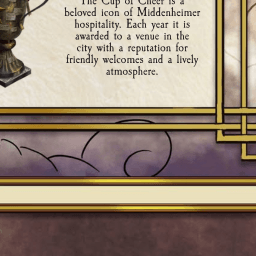 The Cup of Cheer is a
beloved icon of Middenheimer
hospitality. Each year it is
awarded to a venue in the
city with a reputation for
friendly welcomes and a lively
atmosphere.